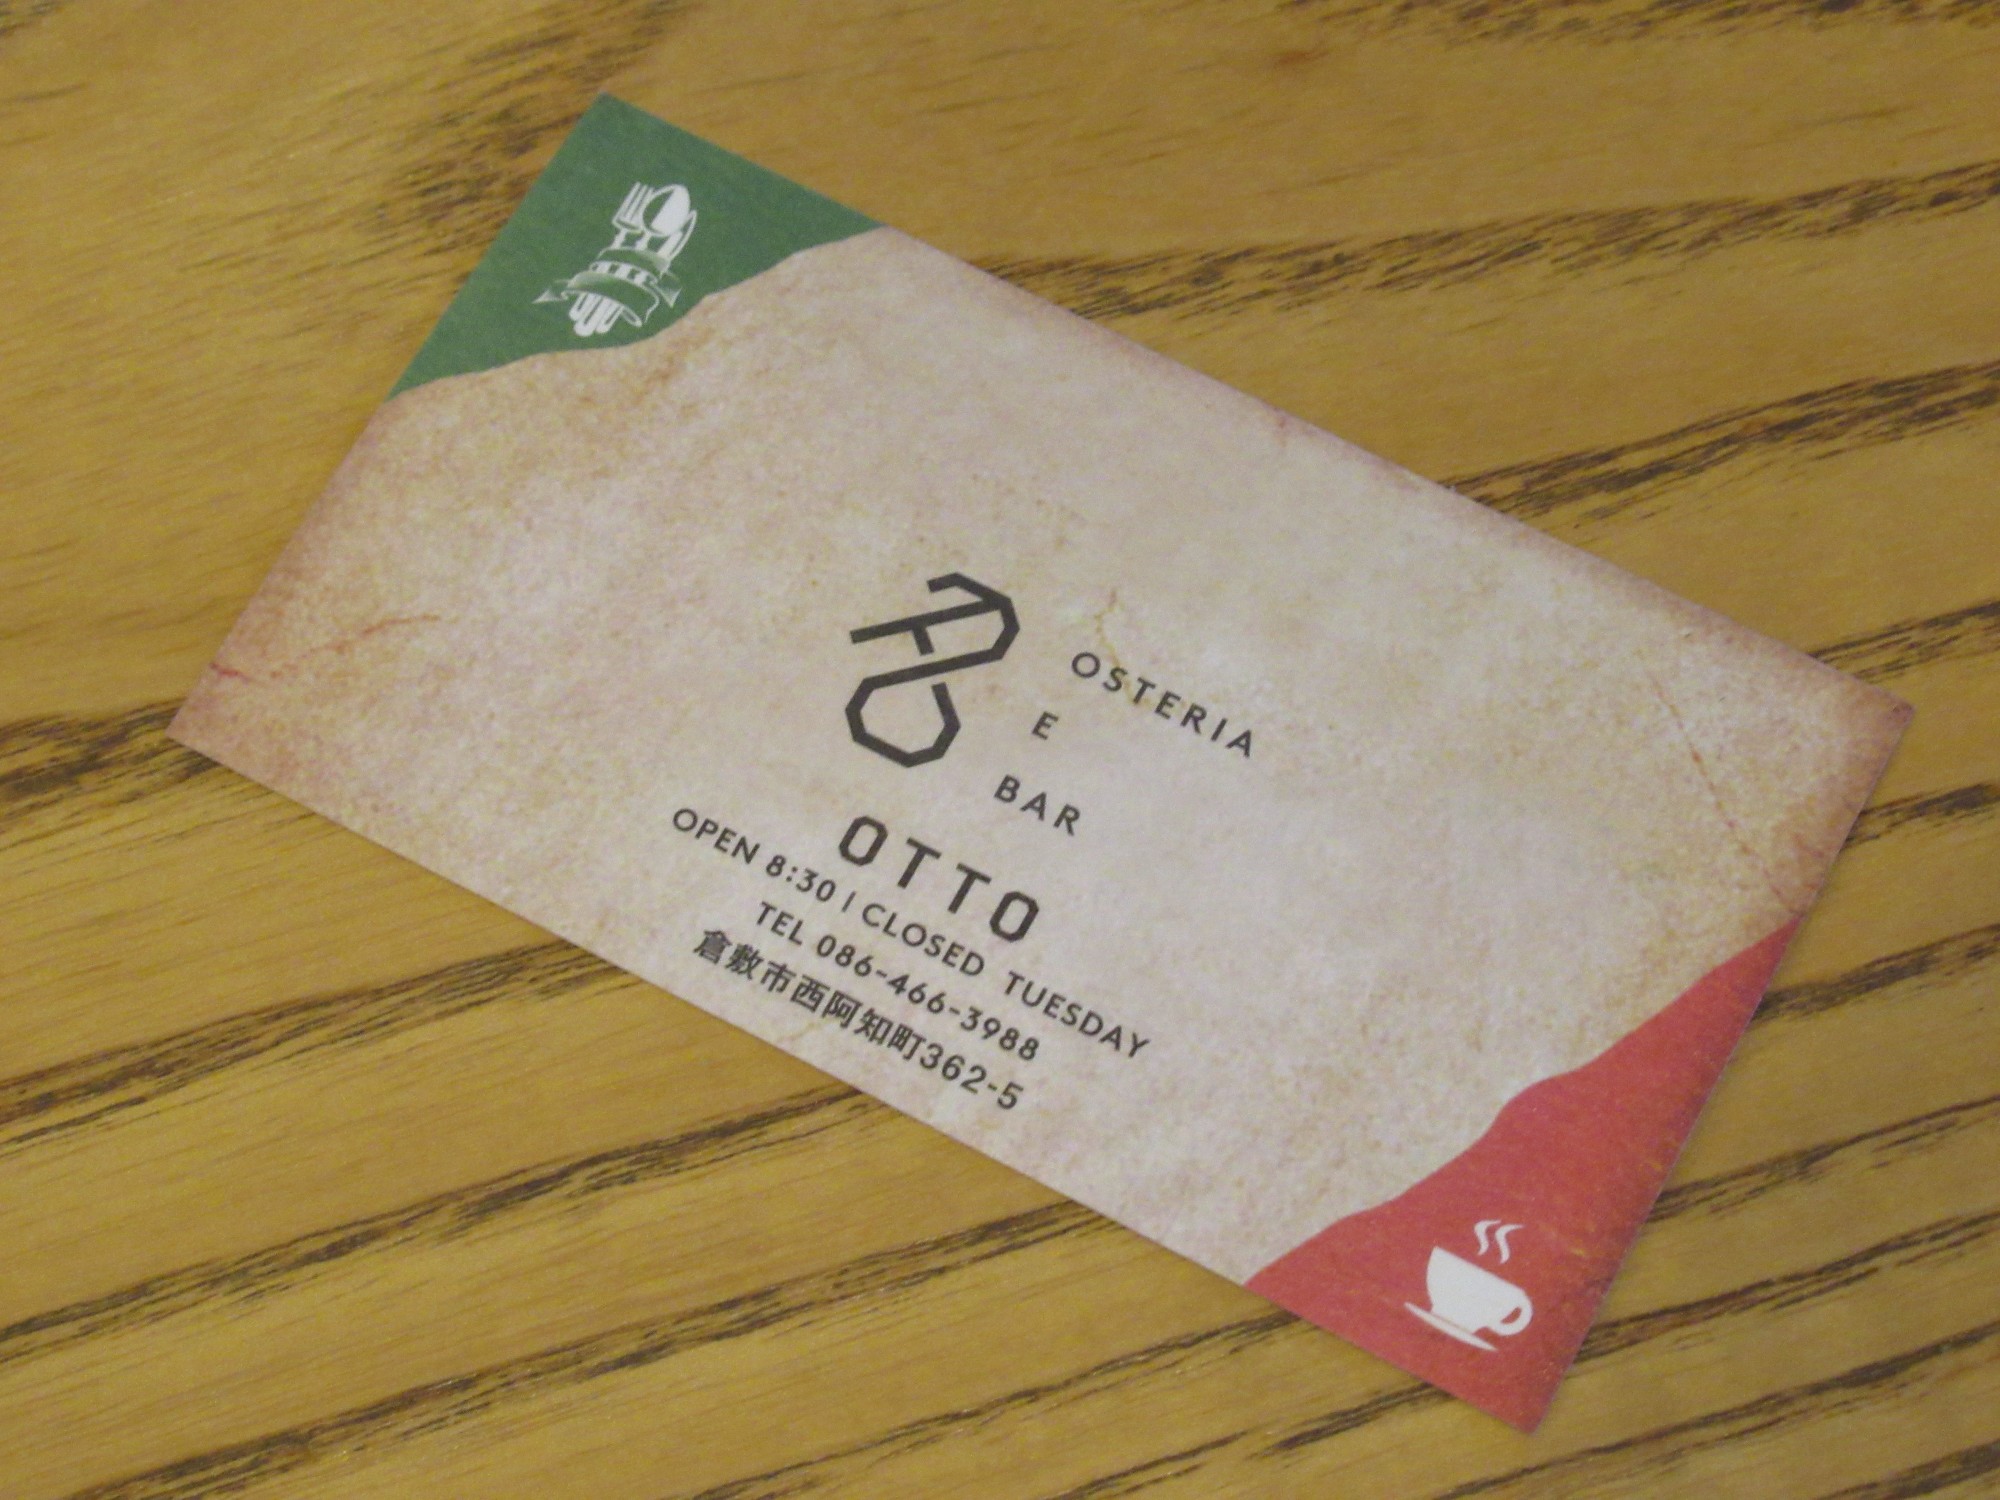 OSTERIA
E
BAR
OTTO
OPEN 8:30 | CLOSED TUESDAY
TEL 086-466-3988
倉敷市西阿知町362-5